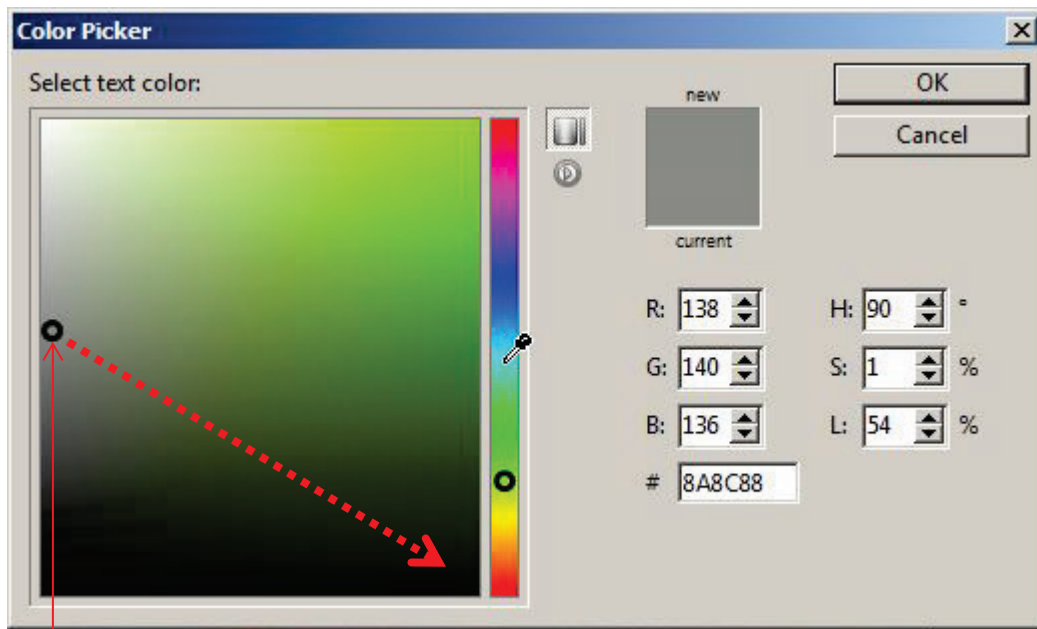 Color Picker
Select text color:
new
current
OK
Cancel
R: 138
H: 90 °
G: 140
S: 1 %
B: 136
L: 54 %
# 8A8C88